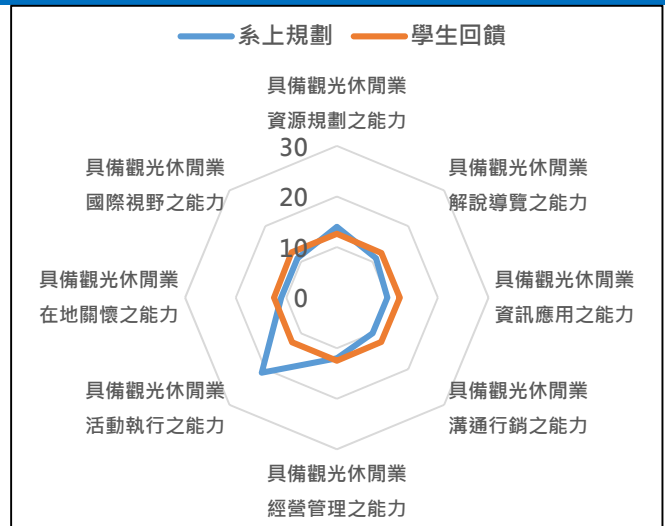 系上規劃 學生回饋
具備觀光休閒業
資源規劃之能力
30
具備觀光休閒業
國際視野之能力
具備觀光休閒業
解說導覽之能力
20
10
具備觀光休閒業
在地關懷之能力
0
具備觀光休閒業
資訊應用之能力
具備觀光休閒業
活動執行之能力
具備觀光休閒業
溝通行銷之能力
具備觀光休閒業
經營管理之能力